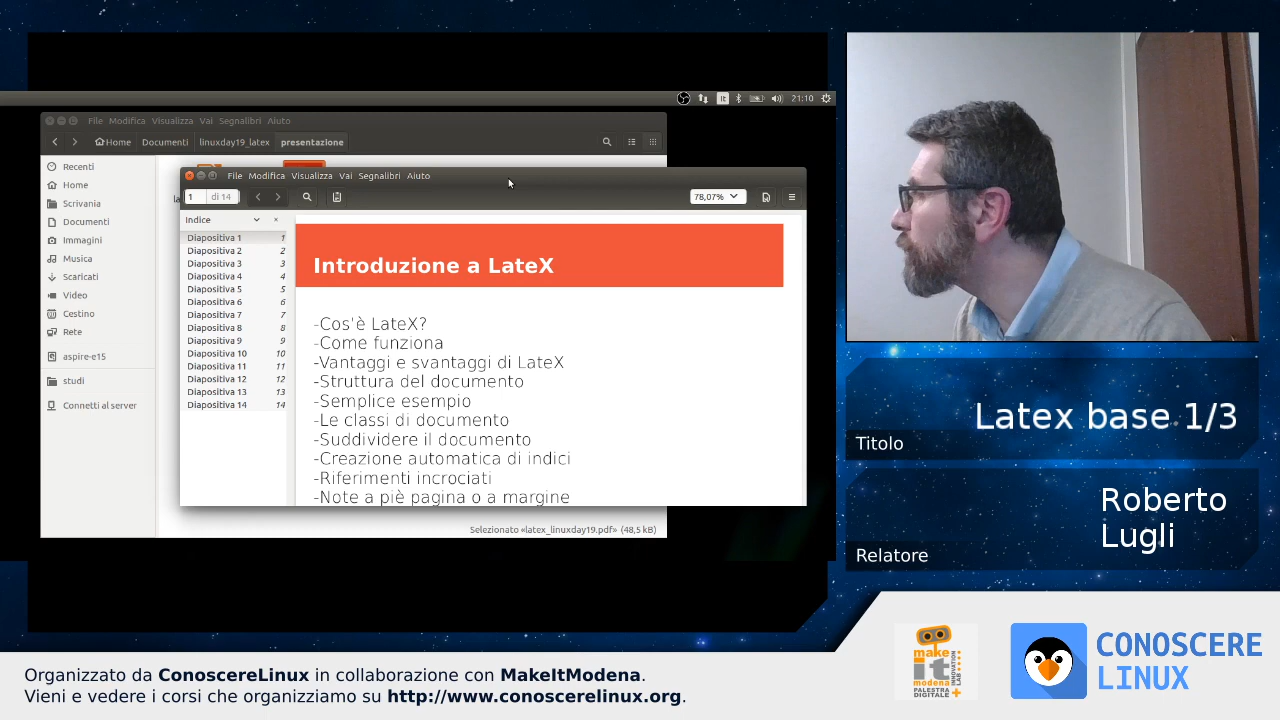 It
21:10
File Modifica Visualizza Vai Segnalibri Aiuto
Home Documenti linuxday19_latex presentazione
Recenti
Home
Scrivania
Documenti
Immagini
Musica
Scaricati
Video
Cestino
Rete
aspire-e15
studi
Connetti al server
File Modifica Visualizza Vai Segnalibri Aiuto
1 di 14
78,07%
Indice
Diapositiva 1 1
Diapositiva 2 2
Diapositiva 3 3
Diapositiva 4 4
Diapositiva 5 5
Diapositiva 6 6
Diapositiva 7 7
Diapositiva 8 8
Diapositiva 9 9
Diapositiva 10 10
Diapositiva 11 11
Diapositiva 12 12
Diapositiva 13 13
Diapositiva 14 14
Introduzione a LateX
-Cos'è LateX?
-Come funziona
-Vantaggi e svantaggi di LateX
-Struttura del documento
-Semplice esempio
-Le classi di documento
-Suddividere il documento
-Creazione automatica di indici
-Riferimenti incrociati
-Note a piè pagina o a margine
Selezionato «latex_linuxday19.pdf» (48,5 kB)
Latex base 1/3
Titolo
Roberto
Lugli
Relatore
make
it
modena
PALESTRA
DIGITALE
INNOVATION
LAB
CONOSCERE
LINUX
Organizzato da ConoscereLinux in collaborazione con MakeItModena.
Vieni e vedere i corsi che organizziamo su http://www.conoscerelinux.org.